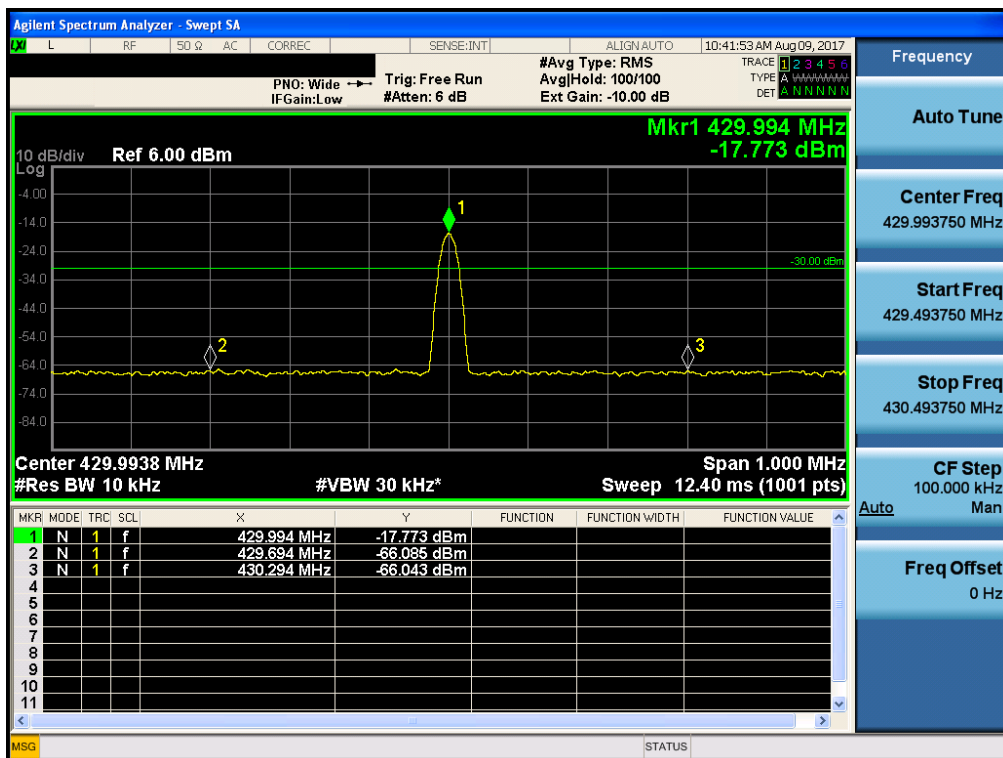 Agilent Spectrum Analyzer - Swept SA
LXI L RF 50 Ω AC CORREC SENSE:INT ALIGN AUTO 10:41:53 AM Aug 09, 2017
Frequency
PNO: Wide
IFGain:Low
Trig: Free Run
#Atten: 6 dB
#Avg Type: RMS
Avg|Hold: 100/100
Ext Gain: -10.00 dB
TRACE 1 2 3 4 5 6
TYPE A WWWWW
DET A N N N N N
Auto Tune
Mkr1 429.994 MHz
-17.773 dBm
10 dB/div Ref 6.00 dBm
Log
-4.00
-14.0
-24.0
-34.0
-44.0
-54.0
-64.0
-74.0
-84.0
1
2
3
-30.00 dBm
Center 429.9938 MHz Span 1.000 MHz
#Res BW 10 kHz #VBW 30 kHz* Sweep 12.40 ms (1001 pts)
Center Freq
429.993750 MHz
Start Freq
429.493750 MHz
Stop Freq
430.493750 MHz
CF Step
100.000 kHz
Auto Man
Freq Offset
0 Hz
MKR MODE TRC SCL X Y FUNCTION FUNCTION WIDTH FUNCTION VALUE
1 N 1 f 429.994 MHz -17.773 dBm
2 N 1 f 429.694 MHz -66.085 dBm
3 N 1 f 430.294 MHz -66.043 dBm
4
5
6
7
8
9
10
11
MSG STATUS